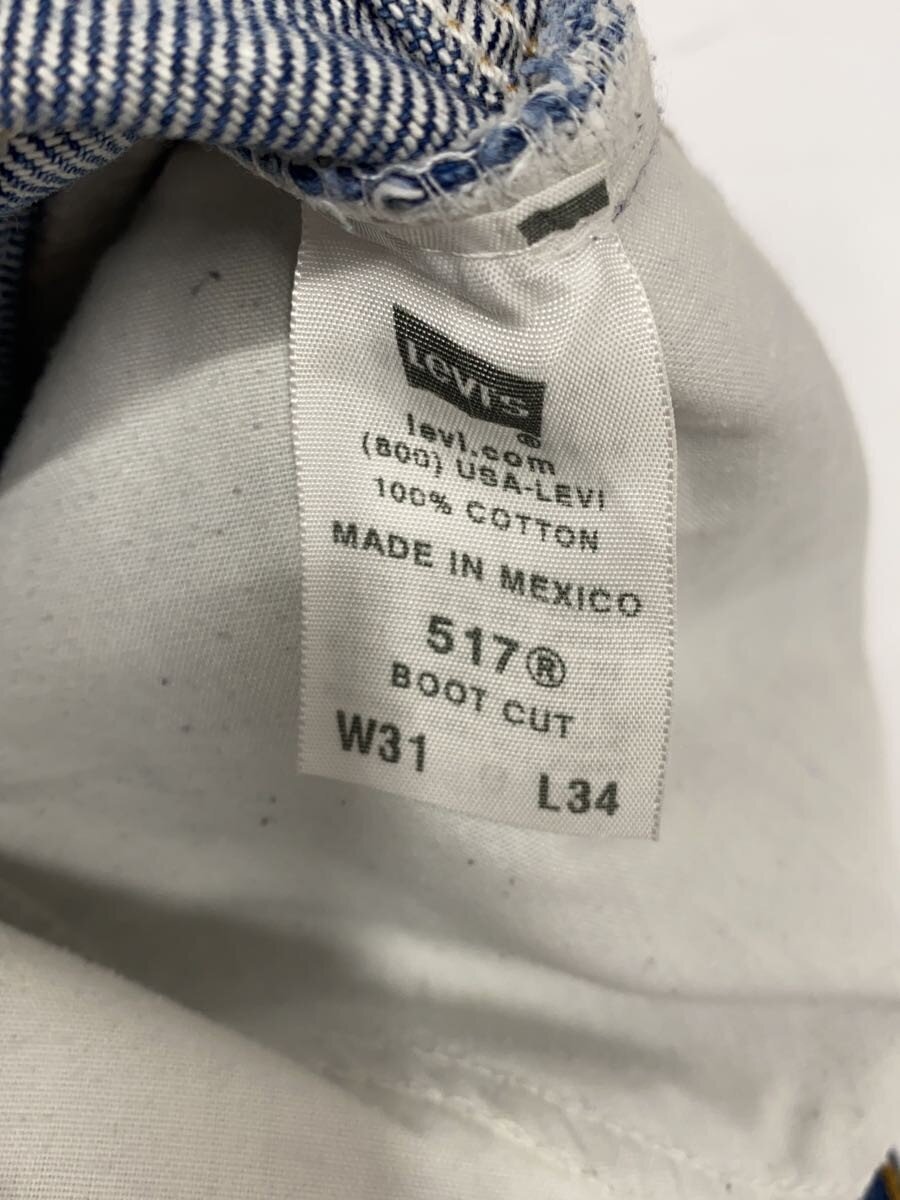 LEVI'S
®
levi.com
(800) USA-LEVI
100% COTTON
MADE IN MEXICO
517®
BOOT CUT
W31 L34